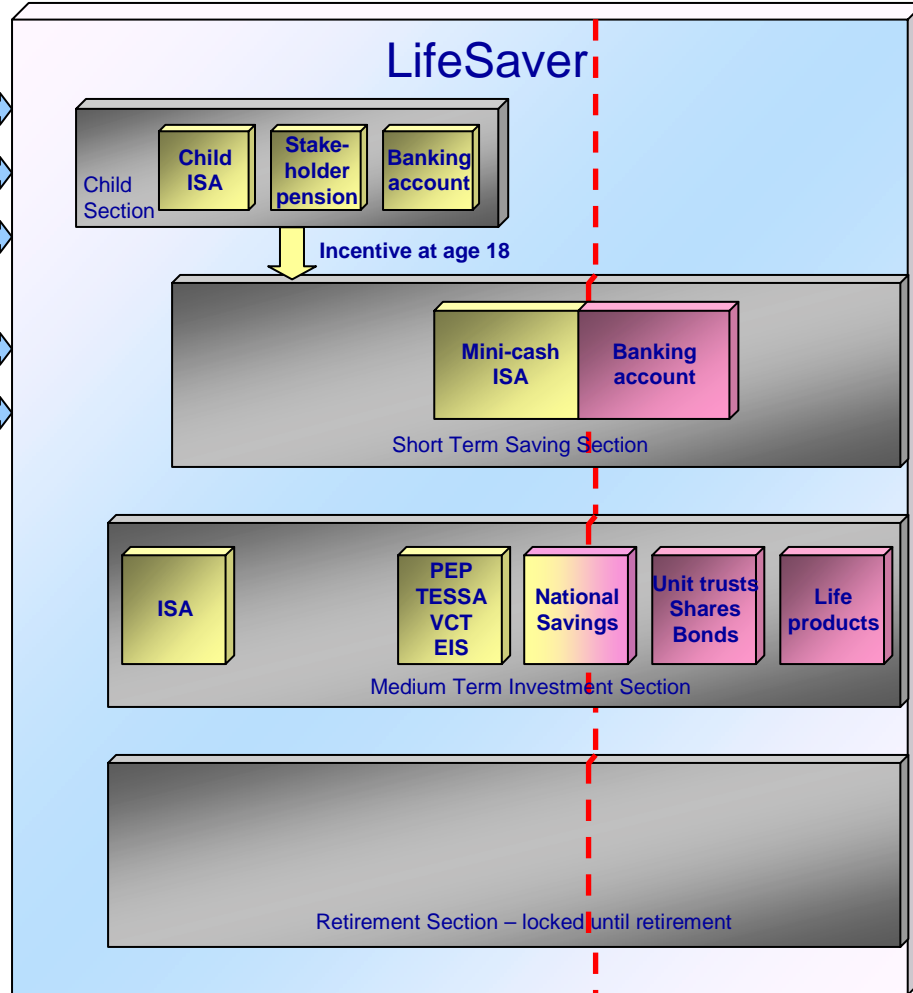 LifeSaver
Child
ISA
Stake-
holder
pension
Banking
account
Child
Section
Incentive at age 18
Mini-cash
ISA
Banking
account
Short Term Saving Section
ISA
PEP
TESSA
VCT
EIS
National
Savings
Unit trusts
Shares
Bonds
Life
products
Medium Term Investment Section
Retirement Section – locked until retirement